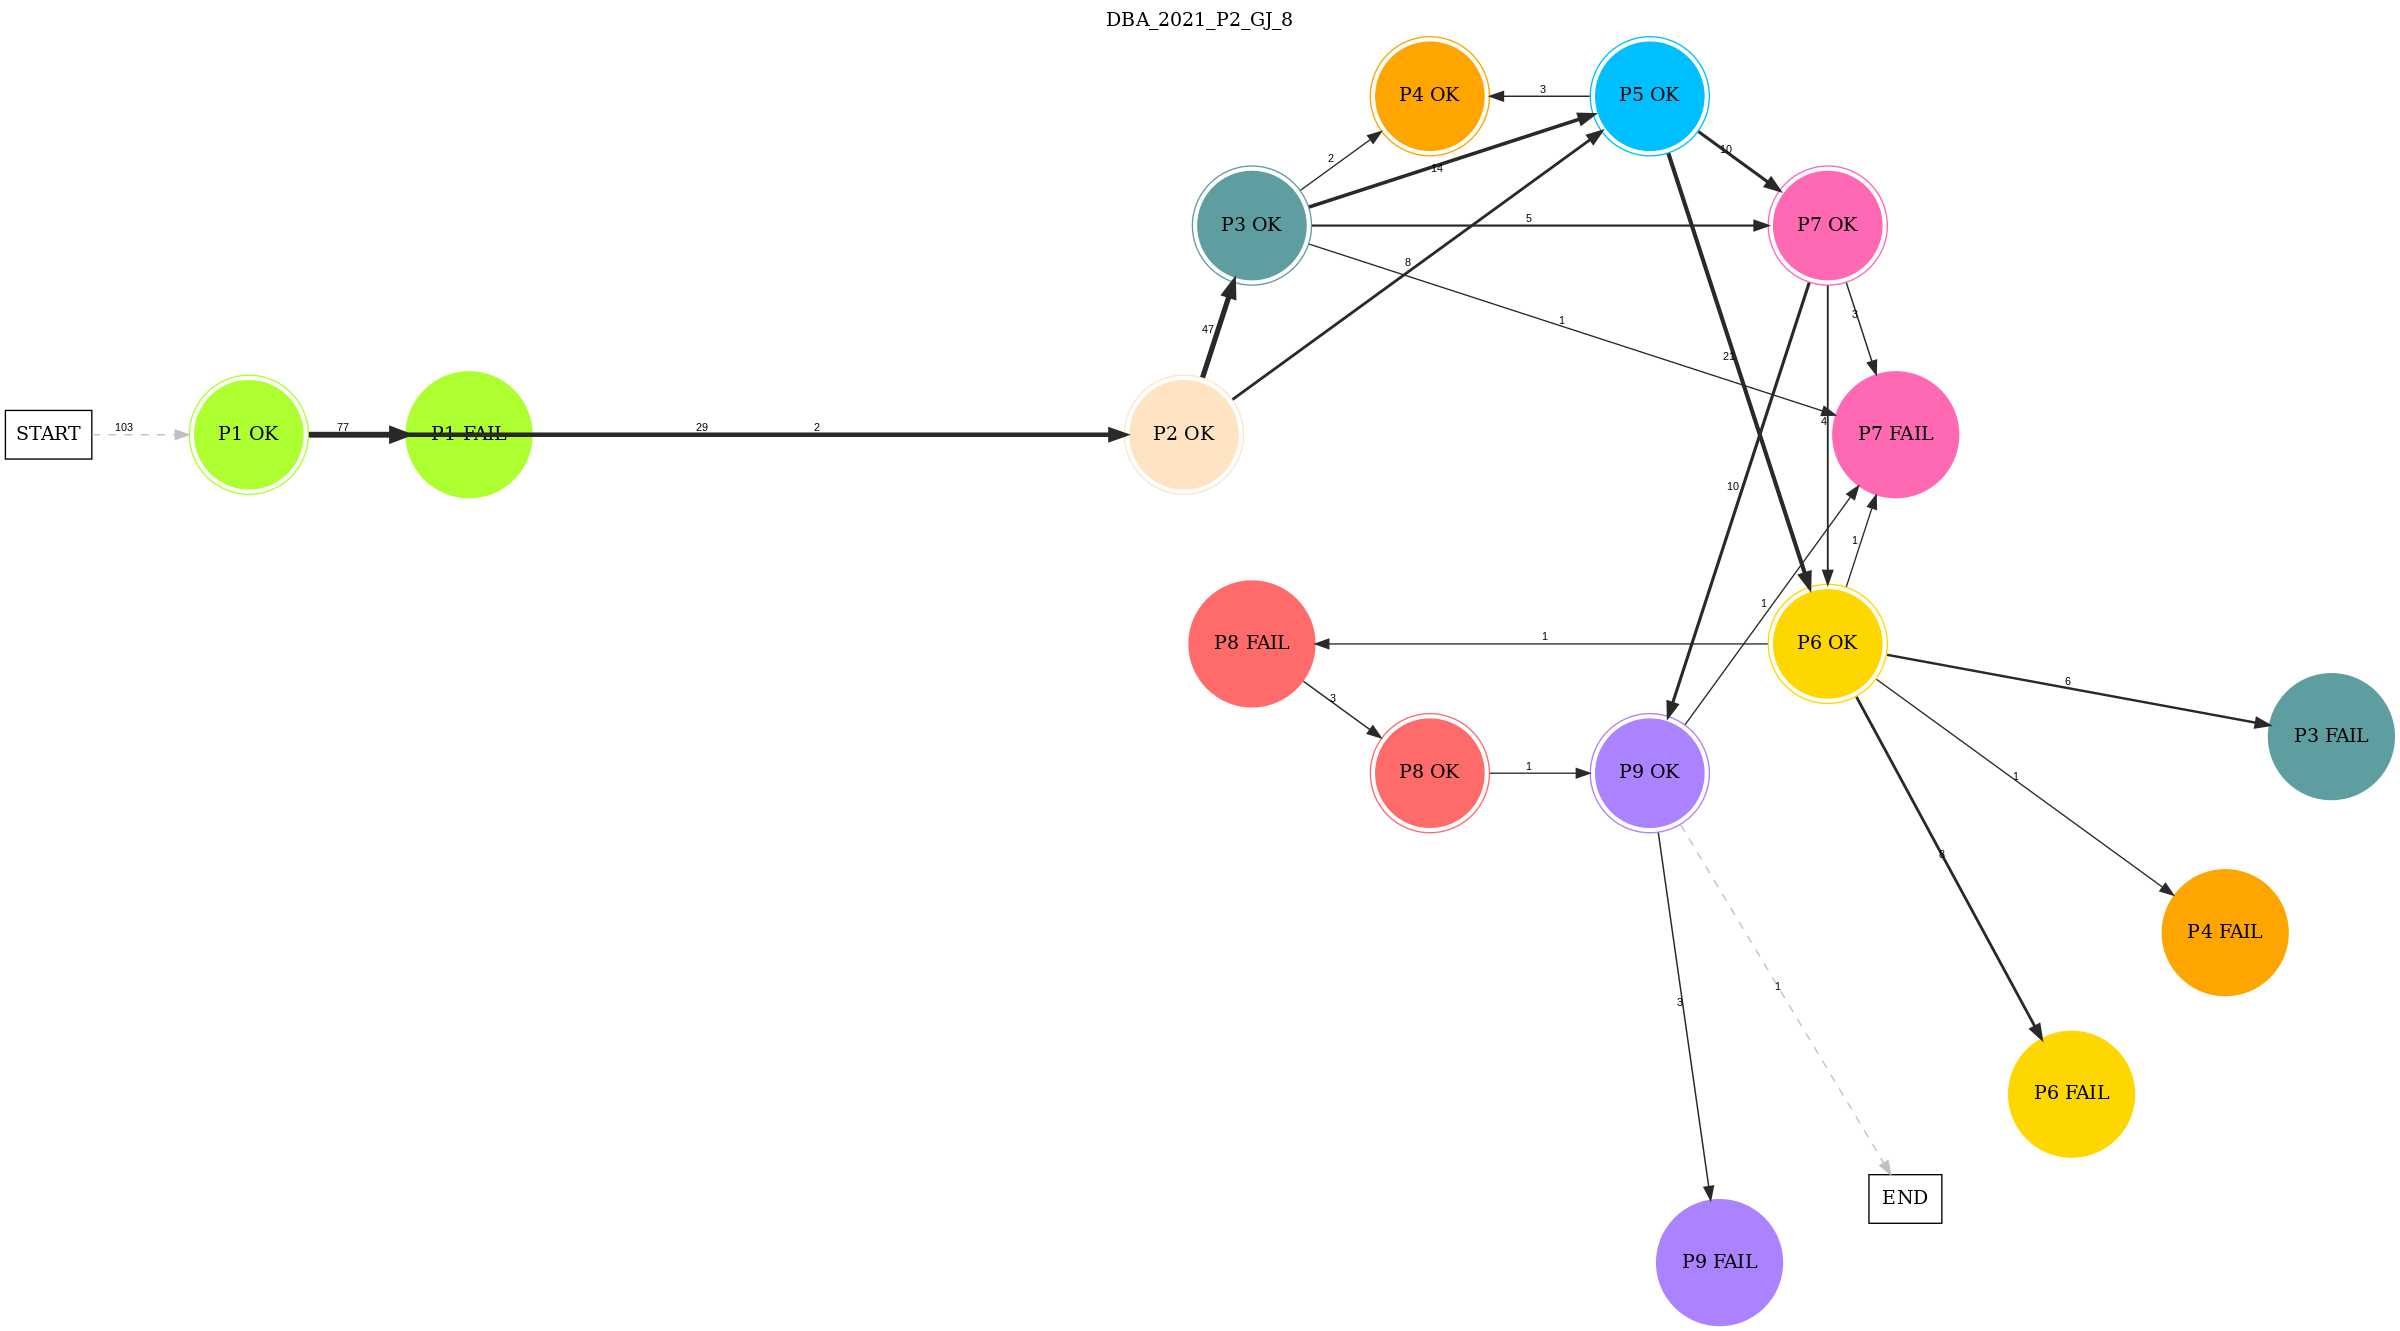 DBA_2021_P2_GJ_8
P4 OK
3
P5 OK
2
14
10
P3 OK
5
P7 OK
8
1
3
47
21
4
START
103
P1 OK
77
P1 FAIL
29
2
P2 OK
P7 FAIL
10
1
1
P8 FAIL
1
P6 OK
3
6
P3 FAIL
P8 OK
1
P9 OK
1
8
P4 FAIL
3
1
P6 FAIL
END
P9 FAIL